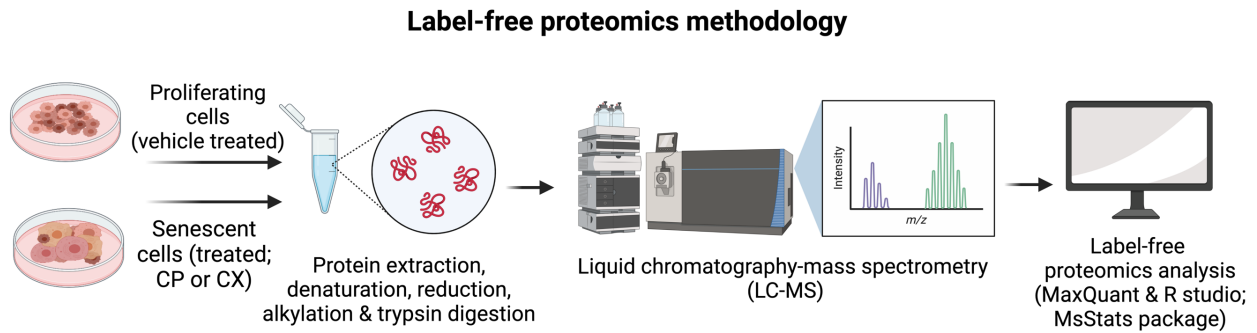 Label-free proteomics methodology
Proliferating
cells
(vehicle treated)
Senescent
cells (treated;
CP or CX)
Protein extraction,
denaturation, reduction,
alkylation & trypsin digestion
Intensity
m/z
Liquid chromatography-mass spectrometry
(LC-MS)
Label-free
proteomics analysis
(MaxQuant & R studio;
MsStats package)